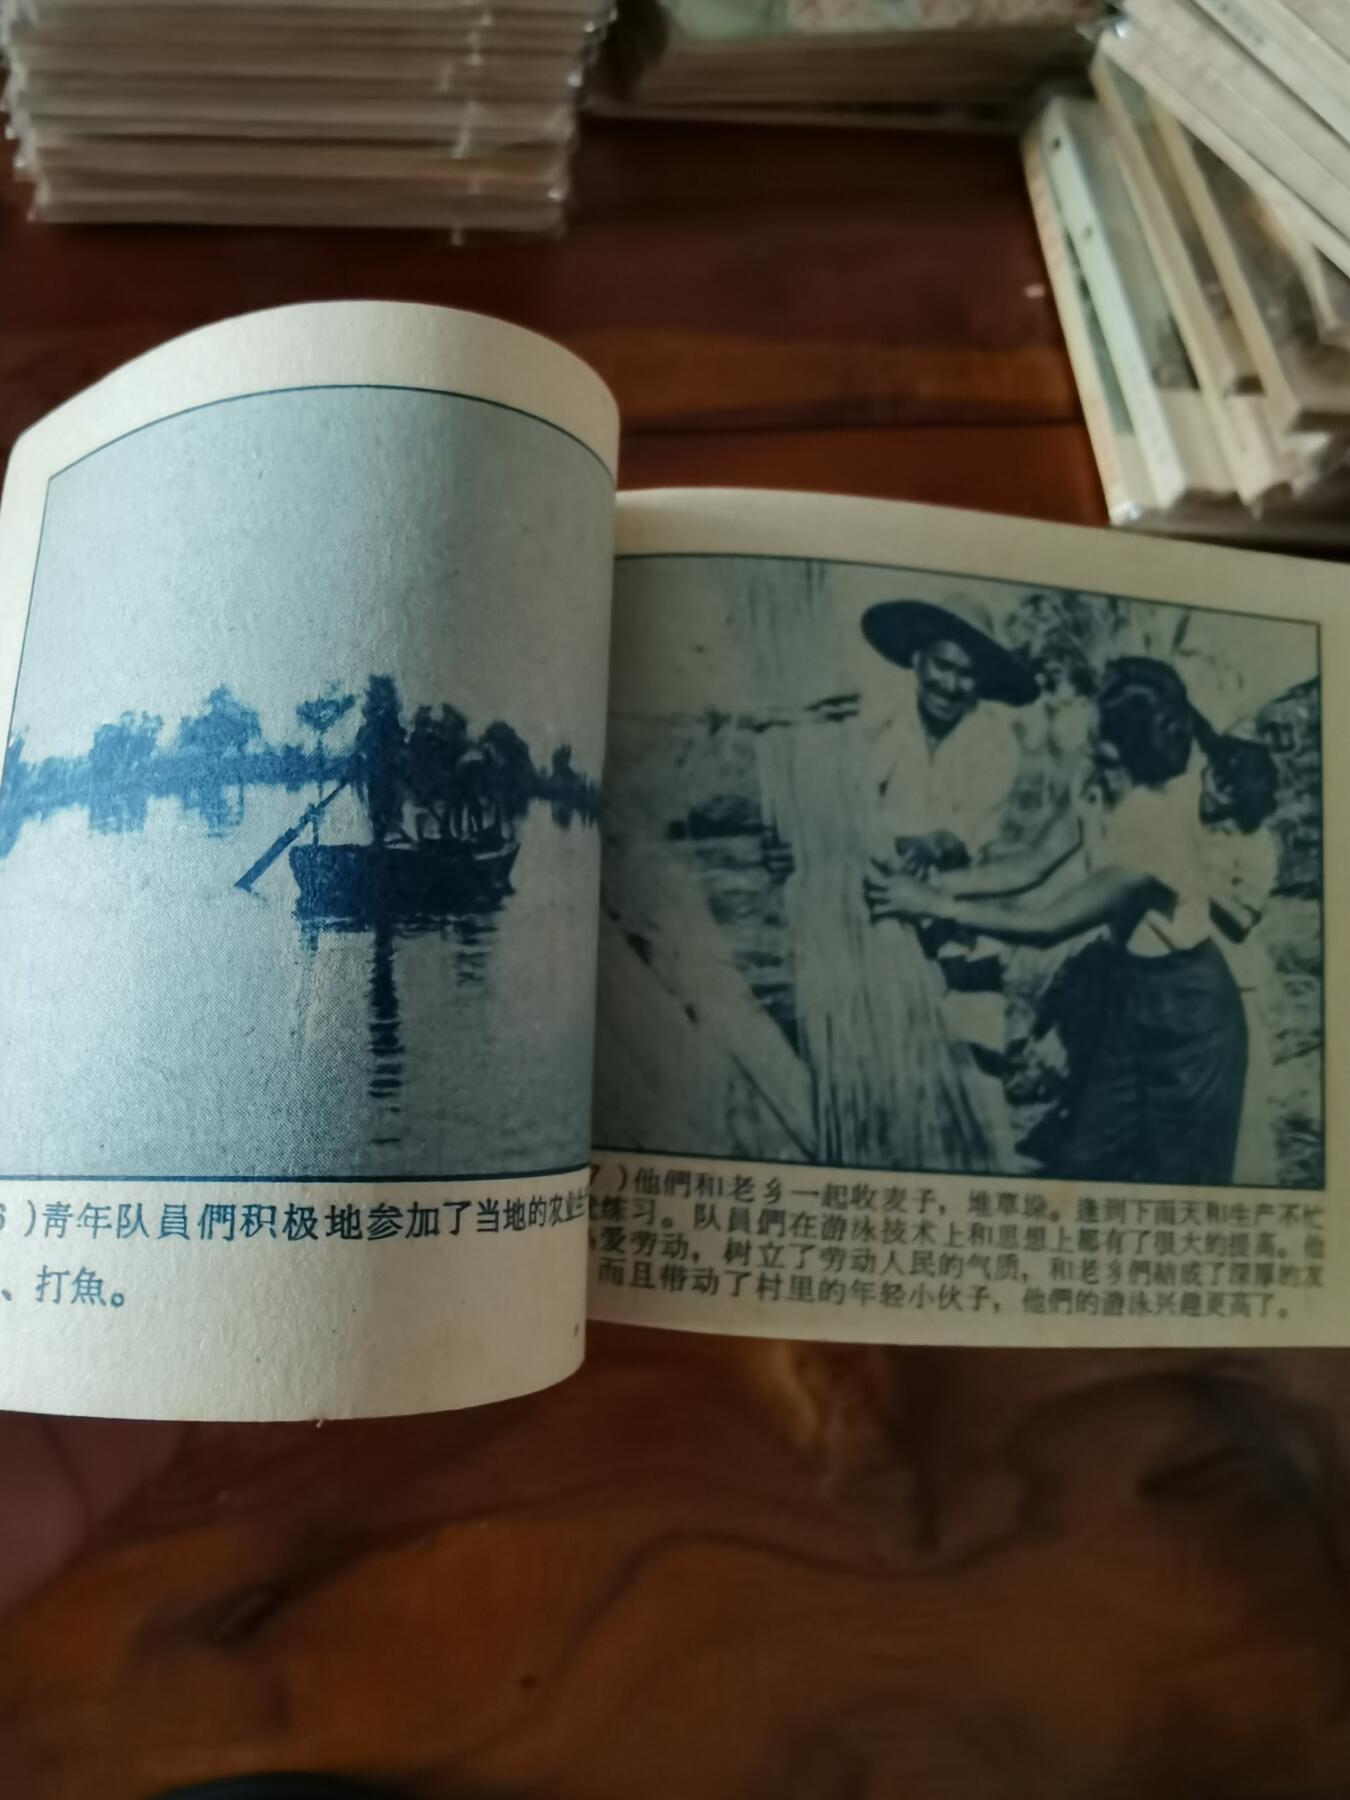 6）青年队員們积极地参加了当地的农业生
、打魚。
7）他們和老乡一起收麦子，堆草垛。逢到下雨天和生产不忙
练习。队員們在游泳技术上和思想上都有了很大的提高。他
爱劳动，树立了劳动人民的气质，和老乡們結成了深厚的友
而且带动了村里的年轻小伙子，他們的游泳兴趣更高了。